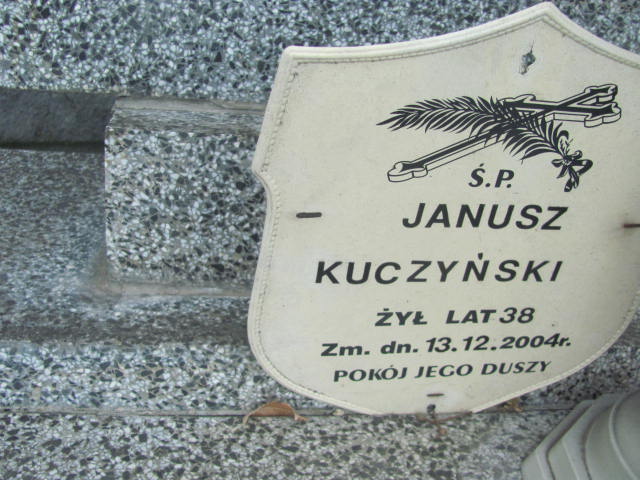 Ś.P.
JANUSZ
KUCZYŃSKI
ŻYŁ LAT 38
Zm. dn. 13.12.2004r.
POKÓJ JEGO DUSZY